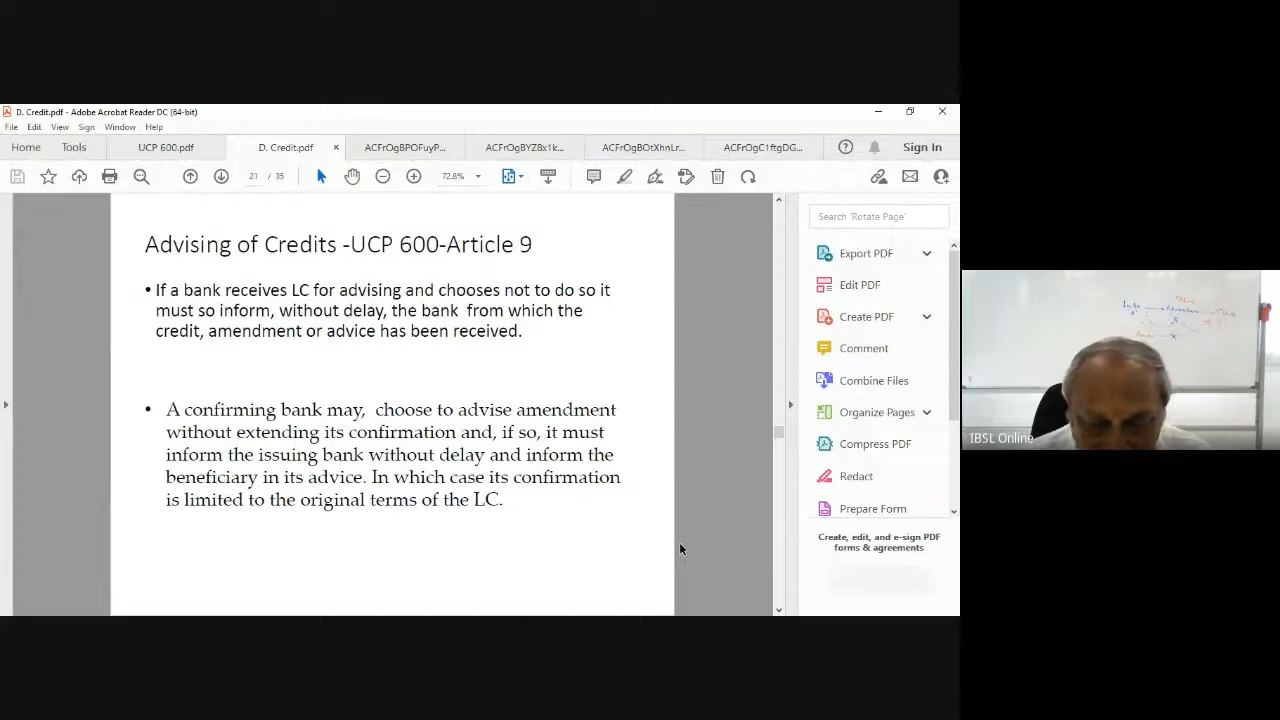 D. Credit.pdf - Adobe Acrobat Reader DC (64-bit)
File Edit View Sign Window Help
Home Tools UCP 600.pdf D. Credit.pdf × ACFrOgBPOFuyP... ACFrOgBYZ8x1k... ACFrOgBOtXhnLr... ACFrOgC1ftgDG... Sign In
21 / 35 72.8%
Advising of Credits -UCP 600-Article 9
• If a bank receives LC for advising and chooses not to do so it
must so inform, without delay, the bank from which the
credit, amendment or advice has been received.
• A confirming bank may, choose to advise amendment
without extending its confirmation and, if so, it must
inform the issuing bank without delay and inform the
beneficiary in its advice. In which case its confirmation
is limited to the original terms of the LC.
Search 'Rotate Page'
Export PDF
Edit PDF
Create PDF
Comment
Combine Files
Organize Pages
Compress PDF
Redact
Prepare Form
Create, edit, and e-sign PDF
forms & agreements
IBSL Online